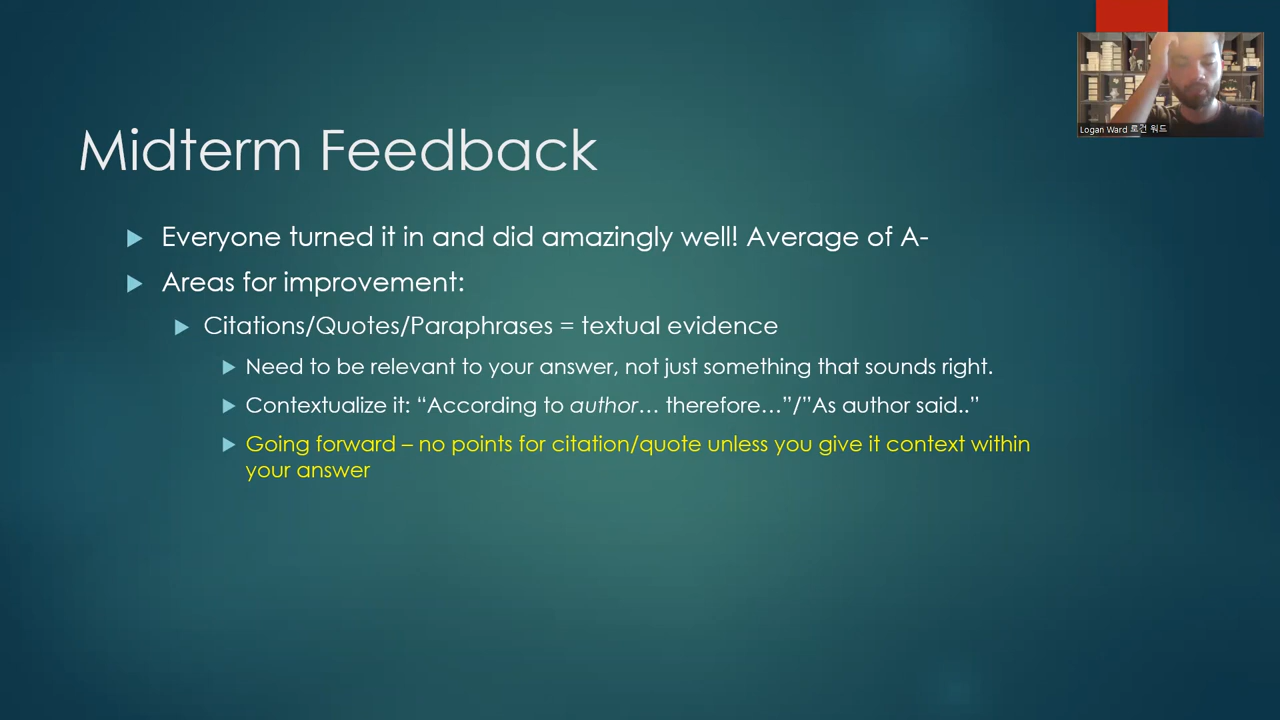 Logan Ward 로건 워드
Midterm Feedback
Everyone turned it in and did amazingly well! Average of A-
Areas for improvement:
Citations/Quotes/Paraphrases = textual evidence
Need to be relevant to your answer, not just something that sounds right.
Contextualize it: “According to author… therefore…”/”As author said..”
Going forward – no points for citation/quote unless you give it context within
your answer